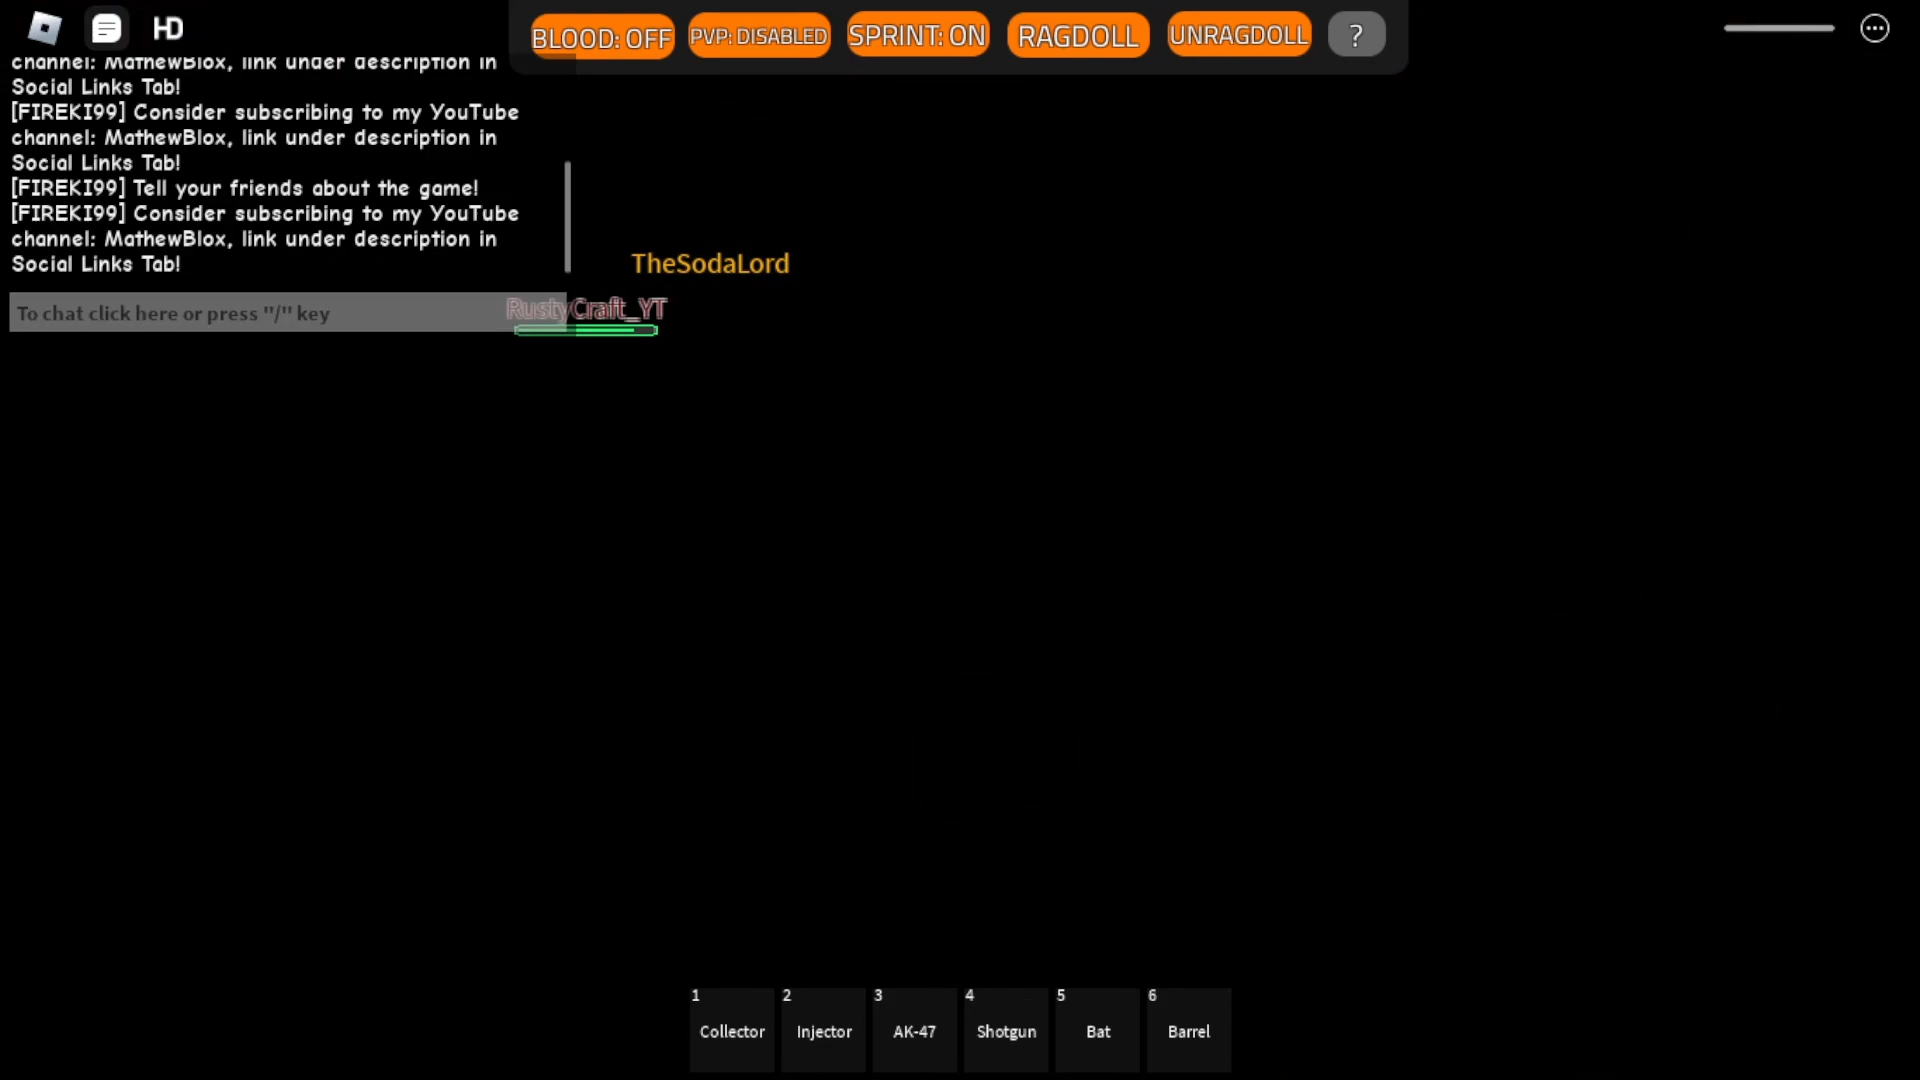 HD
BLOOD: OFF
PVP: DISABLED
SPRINT: ON
RAGDOLL
UNRAGDOLL
?
channel: MathewBlox, link under description in
Social Links Tab!
[FIREKI99] Consider subscribing to my YouTube
channel: MathewBlox, link under description in
Social Links Tab!
[FIREKI99] Tell your friends about the game!
[FIREKI99] Consider subscribing to my YouTube
channel: MathewBlox, link under description in
Social Links Tab!
To chat click here or press "/" key
TheSodaLord
RustyCraft_YT
1
Collector
2
Injector
3
AK-47
4
Shotgun
5
Bat
6
Barrel